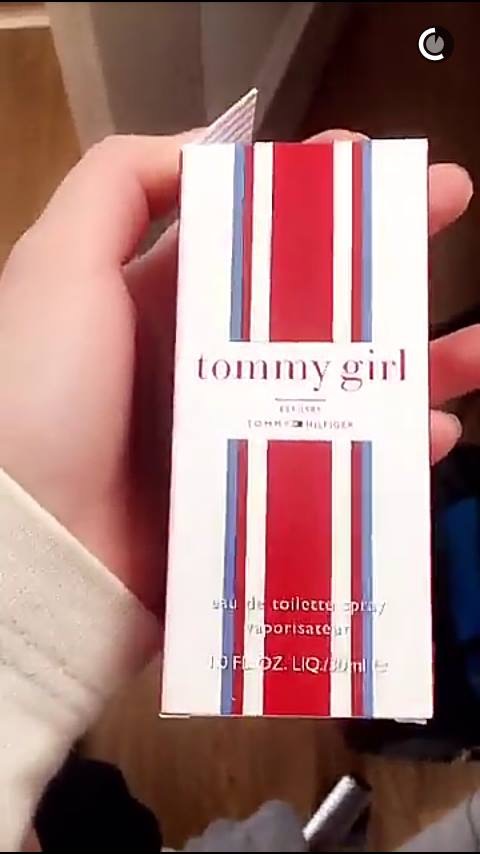 tommy girl
EST.1985
TOMMY HILFIGER
eau de toilette spray
vaporisateur
1.0 FL. OZ. LIQ./30ml e